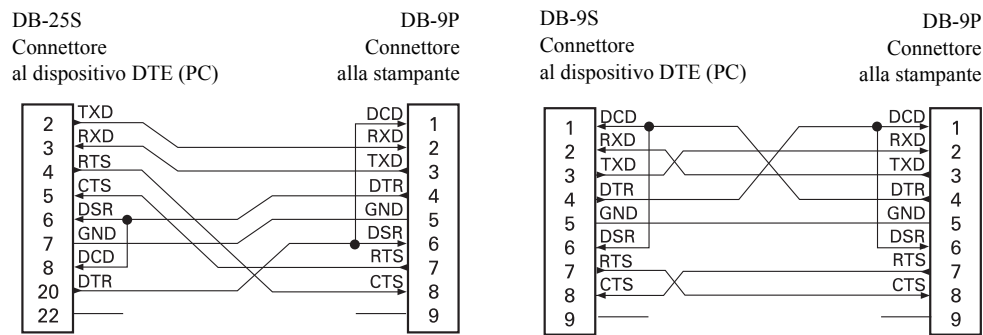 DB-25S
Connettore
al dispositivo DTE (PC)
DB-9P
Connettore
alla stampante
2 TXD DCD 1
3 RXD RXD 2
4 RTS TXD 3
5 CTS DTR 4
6 DSR GND 5
7 GND DSR 6
8 DCD RTS 7
20 DTR CTS 8
22 9
DB-9S
Connettore
al dispositivo DTE (PC)
DB-9P
Connettore
alla stampante
1 DCD DCD 1
2 RXD RXD 2
3 TXD TXD 3
4 DTR DTR 4
5 GND GND 5
6 DSR DSR 6
7 RTS RTS 7
8 CTS CTS 8
9 9